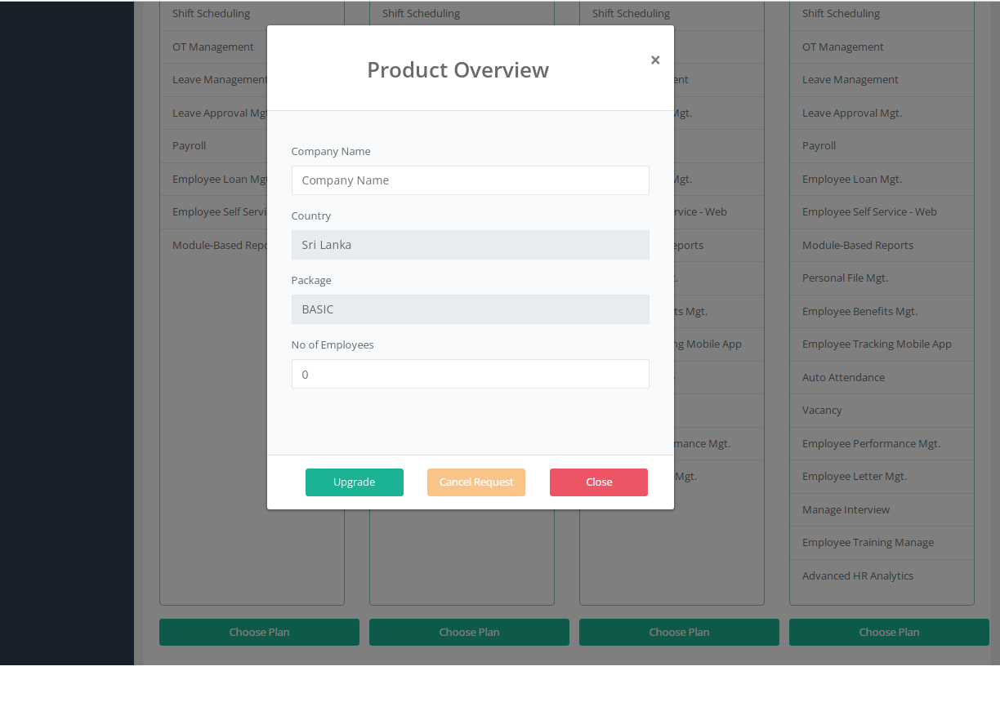 Shift Scheduling
Shift Scheduling
Shift Scheduling
Shift Scheduling
OT Management
OT Management
Leave Management
ent
Leave Management
Leave Approval Mgt
Mgt.
Leave Approval Mgt.
Payroll
Payroll
Employee Loan Mgt
Mgt.
Employee Loan Mgt.
Employee Self Servi
rvice - Web
Employee Self Service - Web
Module-Based Repo
eports
Module-Based Reports
Personal File Mgt.
ts Mgt.
Employee Benefits Mgt.
ng Mobile App
Employee Tracking Mobile App
Auto Attendance
Vacancy
mance Mgt.
Employee Performance Mgt.
Mgt.
Employee Letter Mgt.
Manage Interview
Employee Training Manage
Advanced HR Analytics
Product Overview
×
Company Name
Company Name
Country
Sri Lanka
Package
BASIC
No of Employees
0
Upgrade
Cancel Request
Close
Choose Plan
Choose Plan
Choose Plan
Choose Plan